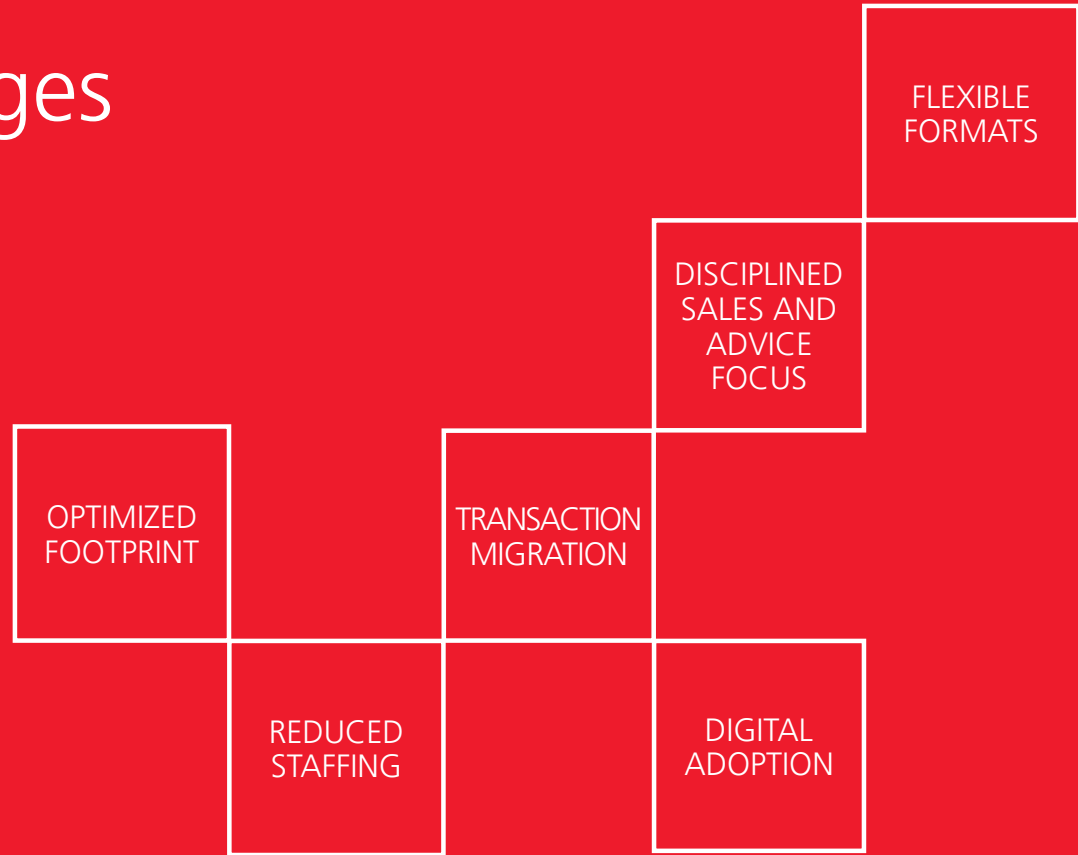 ges
FLEXIBLE
FORMATS
DISCIPLINED
SALES AND
ADVICE
FOCUS
OPTIMIZED
FOOTPRINT
TRANSACTION
MIGRATION
REDUCED
STAFFING
DIGITAL
ADOPTION